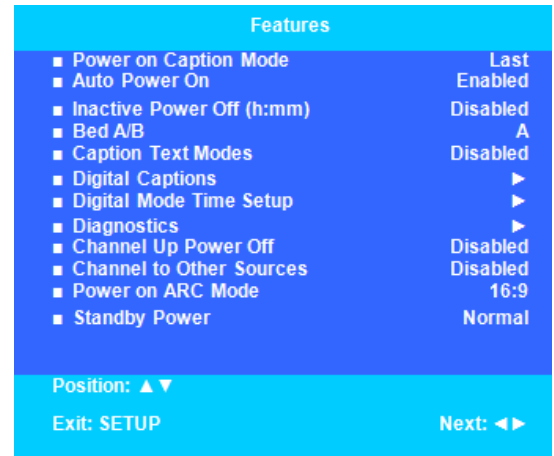 Features
■ Power on Caption Mode Last
■ Auto Power On Enabled
■ Inactive Power Off (h:mm) Disabled
■ Bed A/B A
■ Caption Text Modes Disabled
■ Digital Captions ►
■ Digital Mode Time Setup ►
■ Diagnostics ►
■ Channel Up Power Off Disabled
■ Channel to Other Sources Disabled
■ Power on ARC Mode 16:9
■ Standby Power Normal
Position: ▲▼
Exit: SETUP Next: ◄►